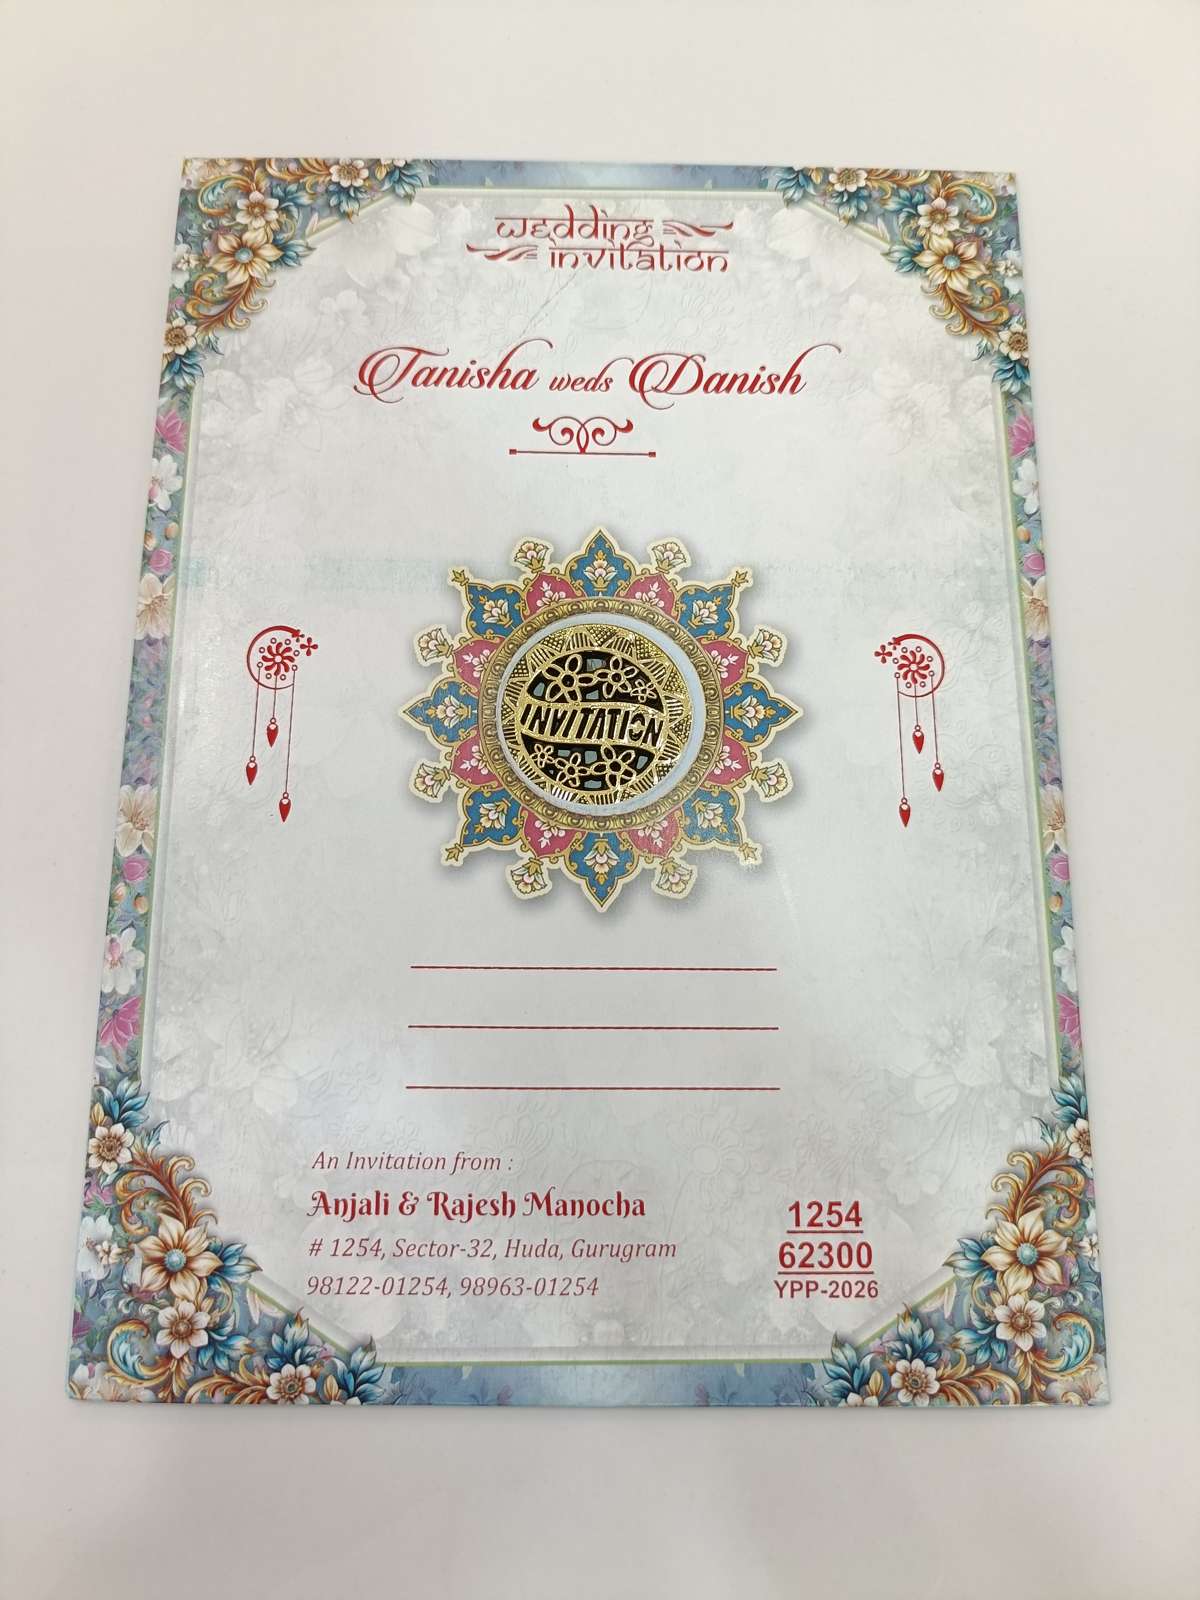 wedding
invitation
Tanisha weds Danish
INVITATION
An Invitation from :
Anjali & Rajesh Manocha
# 1254, Sector-32, Huda, Gurugram
98122-01254, 98963-01254
1254
62300
YPP-2026